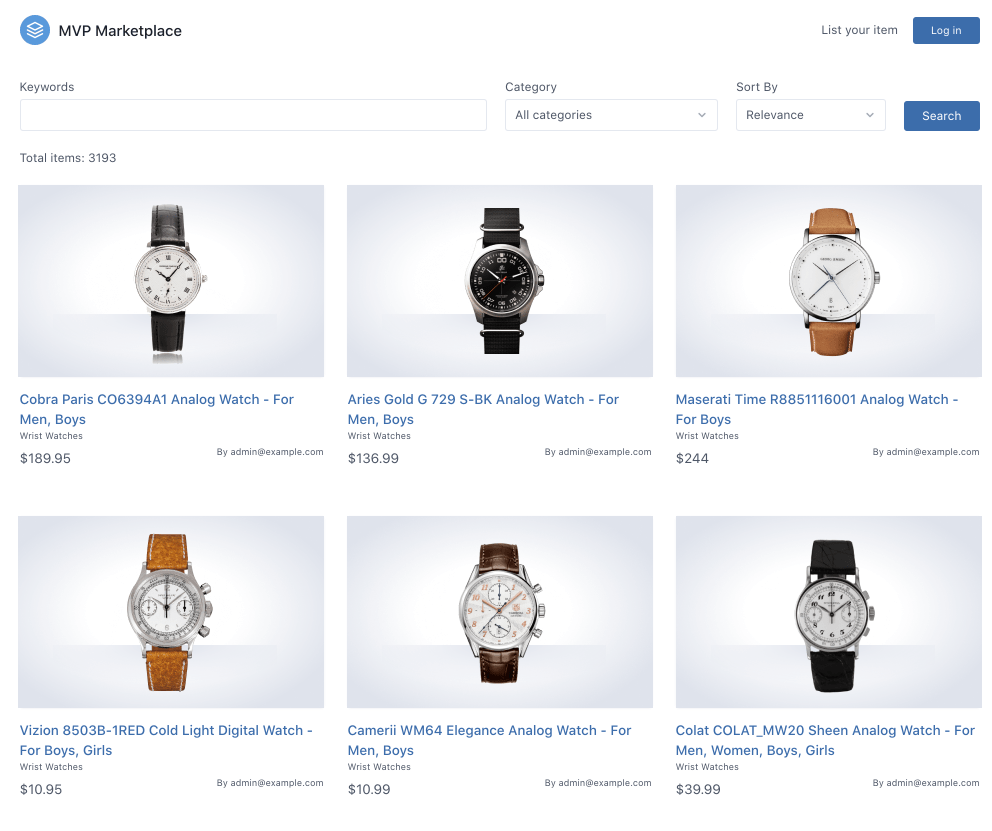 MVP Marketplace
List your item
Log in
Keywords
Category
Sort By
All categories
Relevance
Search
Total items: 3193
Cobra Paris CO6394A1 Analog Watch - For
Men, Boys
Wrist Watches
$189.95
By admin@example.com
Aries Gold G 729 S-BK Analog Watch - For
Men, Boys
Wrist Watches
$136.99
By admin@example.com
Maserati Time R8851116001 Analog Watch -
For Boys
Wrist Watches
$244
By admin@example.com
Vizion 8503B-1RED Cold Light Digital Watch -
For Boys, Girls
Wrist Watches
$10.95
By admin@example.com
Camerii WM64 Elegance Analog Watch - For
Men, Boys
Wrist Watches
$10.99
By admin@example.com
Colat COLAT_MW20 Sheen Analog Watch - For
Men, Women, Boys, Girls
Wrist Watches
$39.99
By admin@example.com